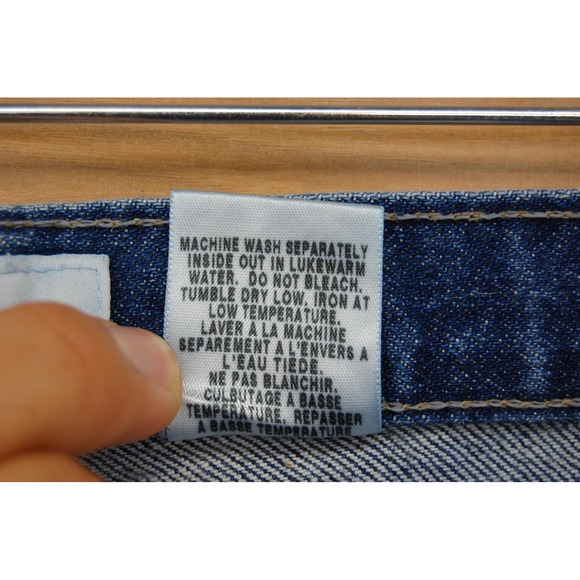 MACHINE WASH SEPARATELY
INSIDE OUT IN LUKEWARM
WATER. DO NOT BLEACH.
TUMBLE DRY LOW. IRON AT
LOW TEMPERATURE.
LAVER A LA MACHINE
SEPAREMENT A L'ENVERS A
L'EAU TIEDE.
NE PAS BLANCHIR.
CULBUTAGE A BASSE
TEMPERATURE. REPASSER
A BASSE TEMPERATURE